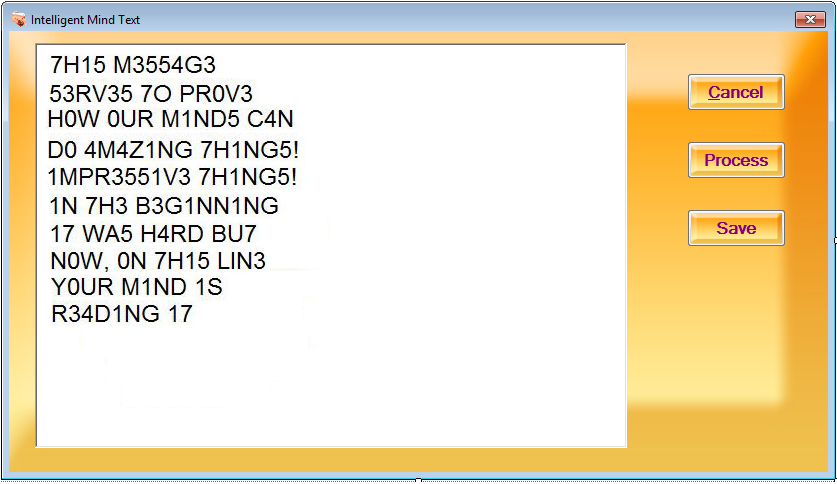 Intelligent Mind Text
7H15 M3554G3
53RV35 7O PR0V3
H0W 0UR M1ND5 C4N
D0 4M4Z1NG 7H1NG5!
1MPR3551V3 7H1NG5!
1N 7H3 B3G1NN1NG
17 WA5 H4RD BU7
N0W, 0N 7H15 LIN3
Y0UR M1ND 1S
R34D1NG 17
Cancel
Process
Save